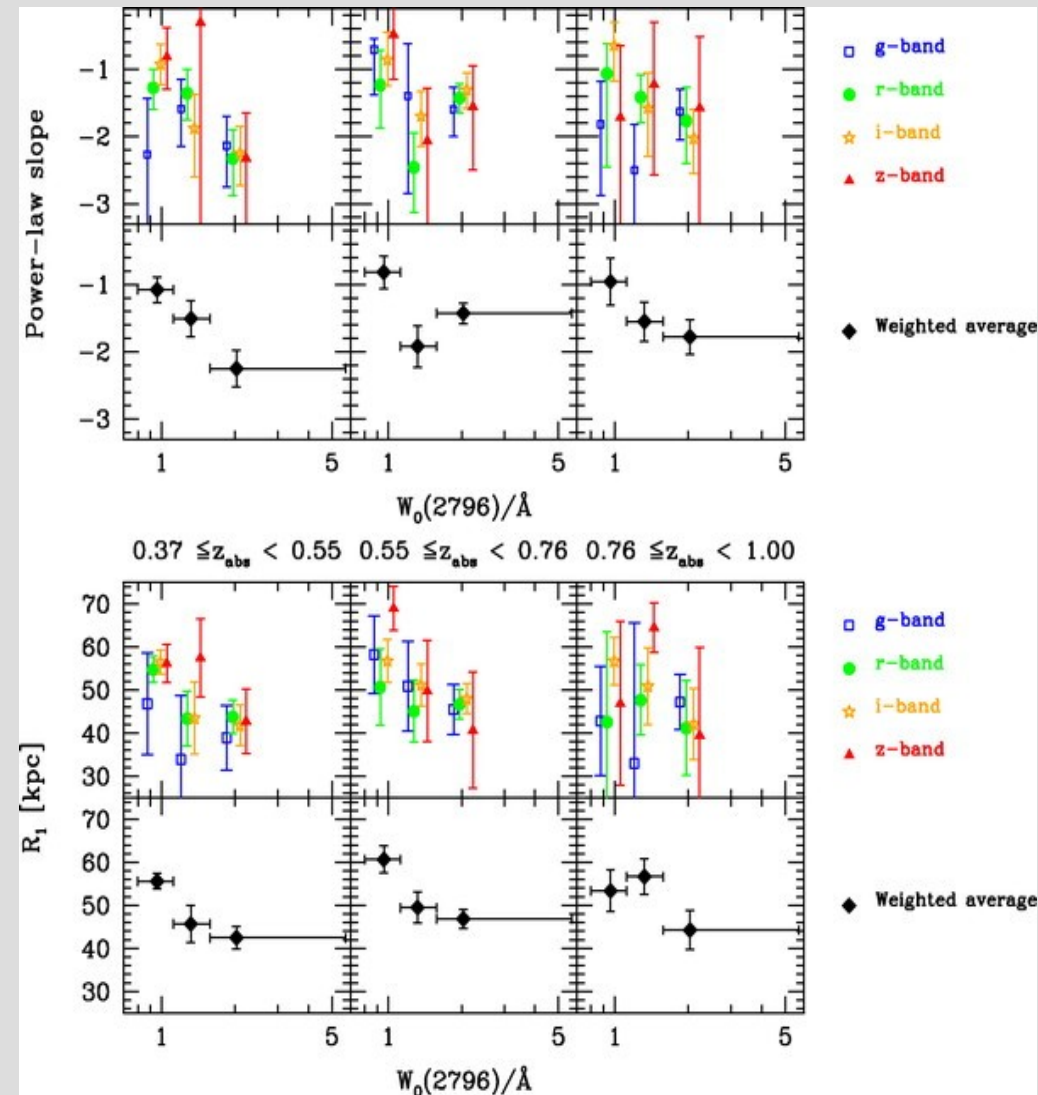 Power-law slope
-1
-2
-3
-1
-2
-3
1 5 1 5 1 5
W₀(2796)/Å
g-band
r-band
i-band
z-band
Weighted average
0.37 ≦z_abs < 0.55 0.55 ≦z_abs < 0.76 0.76 ≦z_abs < 1.00
R₁ [kpc]
70
60
50
40
30
70
60
50
40
30
1 5 1 5 1 5
W₀(2796)/Å
g-band
r-band
i-band
z-band
Weighted average